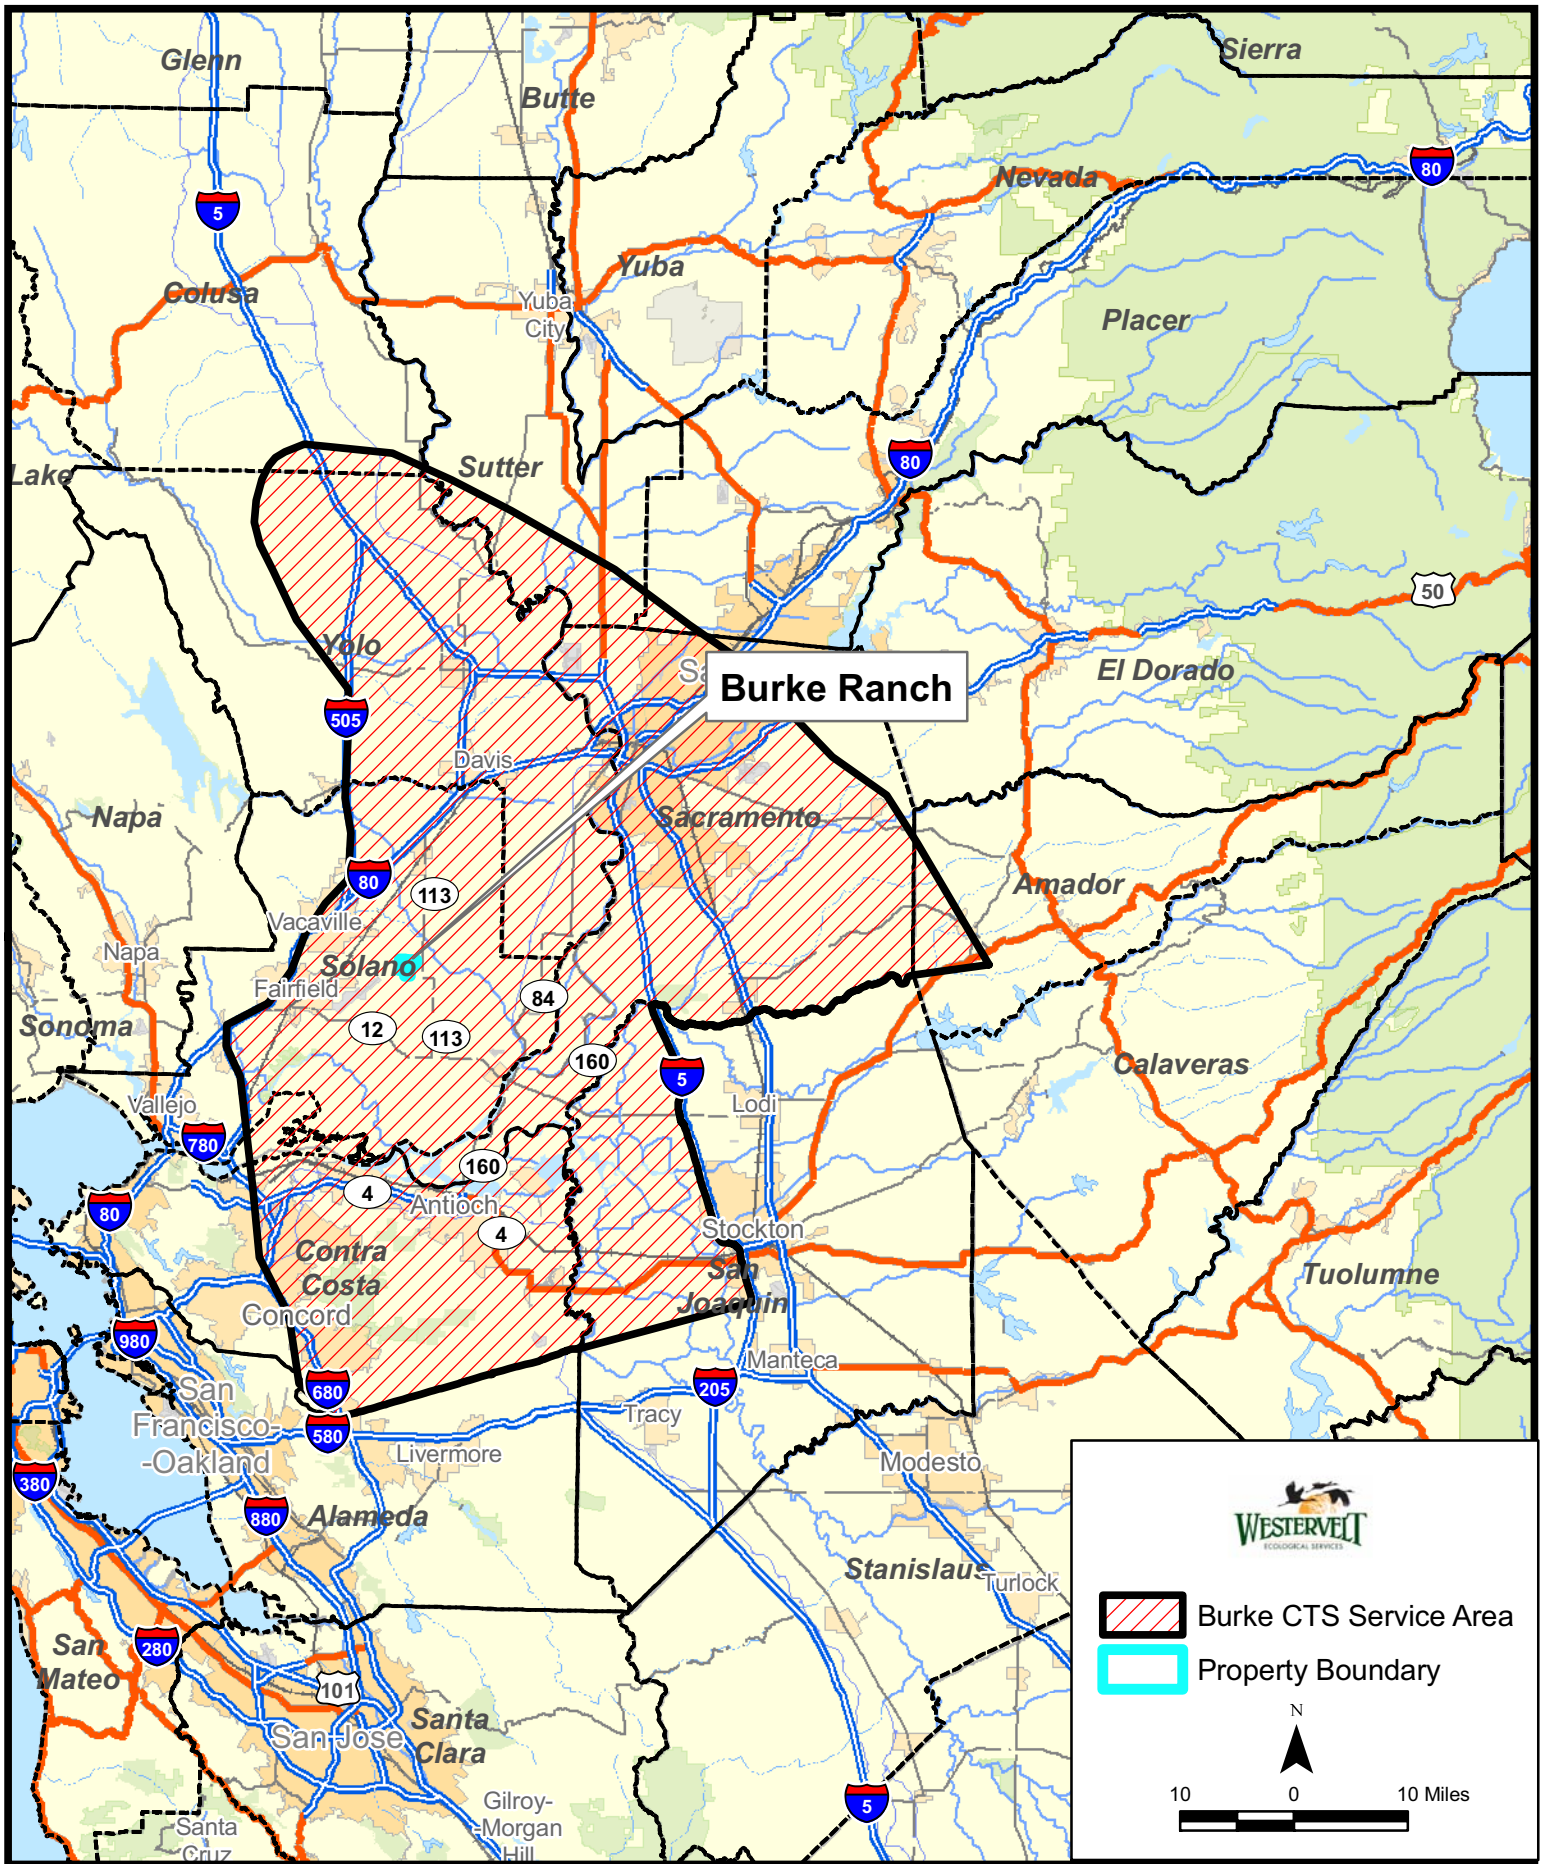 Glenn
Sierra
Butte
Nevada
80
5
Yuba
Colusa
Yuba
City
Placer
Lake
Sutter
80
50
Yolo
El Dorado
Sa
Burke Ranch
505
Davis
Napa
Sacramento
80
113
Amador
Vacaville
Napa
Solano
Fairfield
84
Sonoma
12
113
160
Calaveras
5
Vallejo
Lodi
780
160
4
Antioch
80
4
Stockton
Contra
Costa
San
Joaquin
Tuolumne
Concord
980
Manteca
680
205
San
Francisco-
-Oakland
580
Tracy
Livermore
Modesto
380
880
Alameda
Stanislaus
Turlock
San
Mateo
280
101
San Jose
Santa
Clara
Gilroy-
-Morgan
Hill
5
Santa
Cruz
WESTERVELT
ECOLOGICAL SERVICES
Burke CTS Service Area
Property Boundary
N
10 0 10 Miles